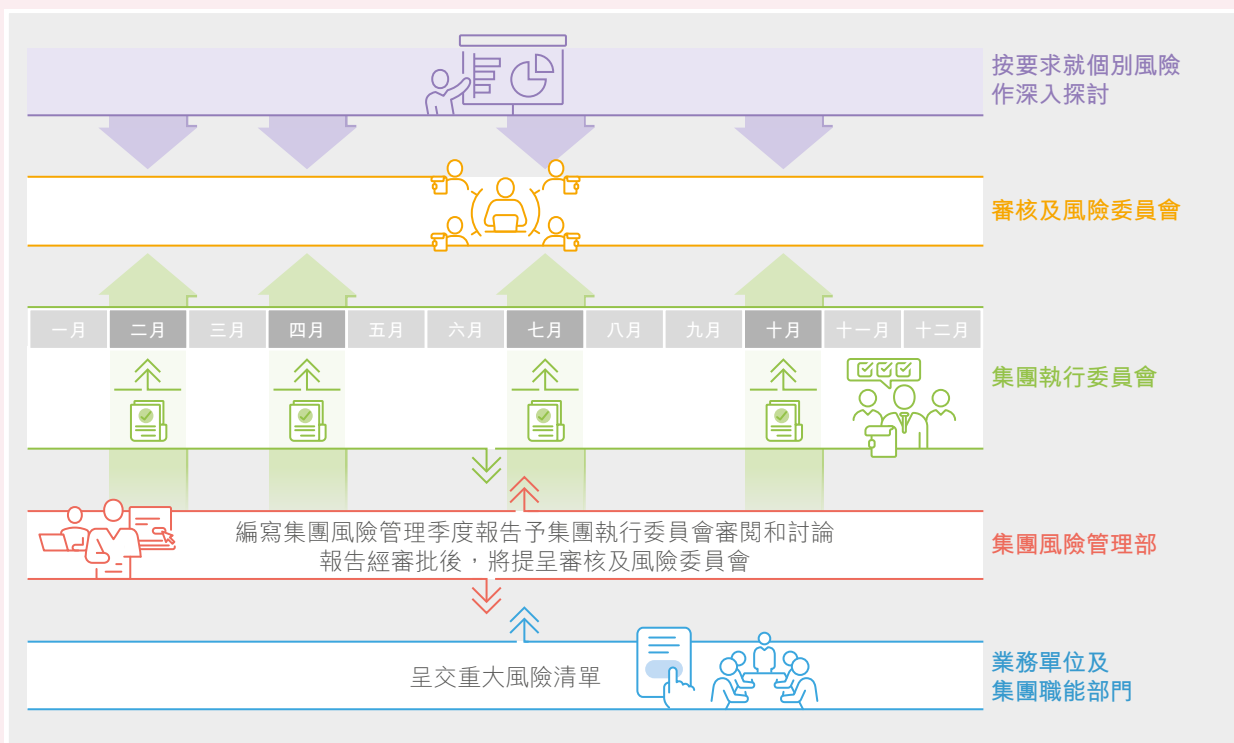 按要求就個別風險
作深入探討
審核及風險委員會
一月 二月 三月 四月 五月 六月 七月 八月 九月 十月 十一月 十二月
集團執行委員會
編寫集團風險管理季度報告予集團執行委員會審閱和討論
報告經審批後，將提呈審核及風險委員會
集團風險管理部
呈交重大風險清單
業務單位及
集團職能部門